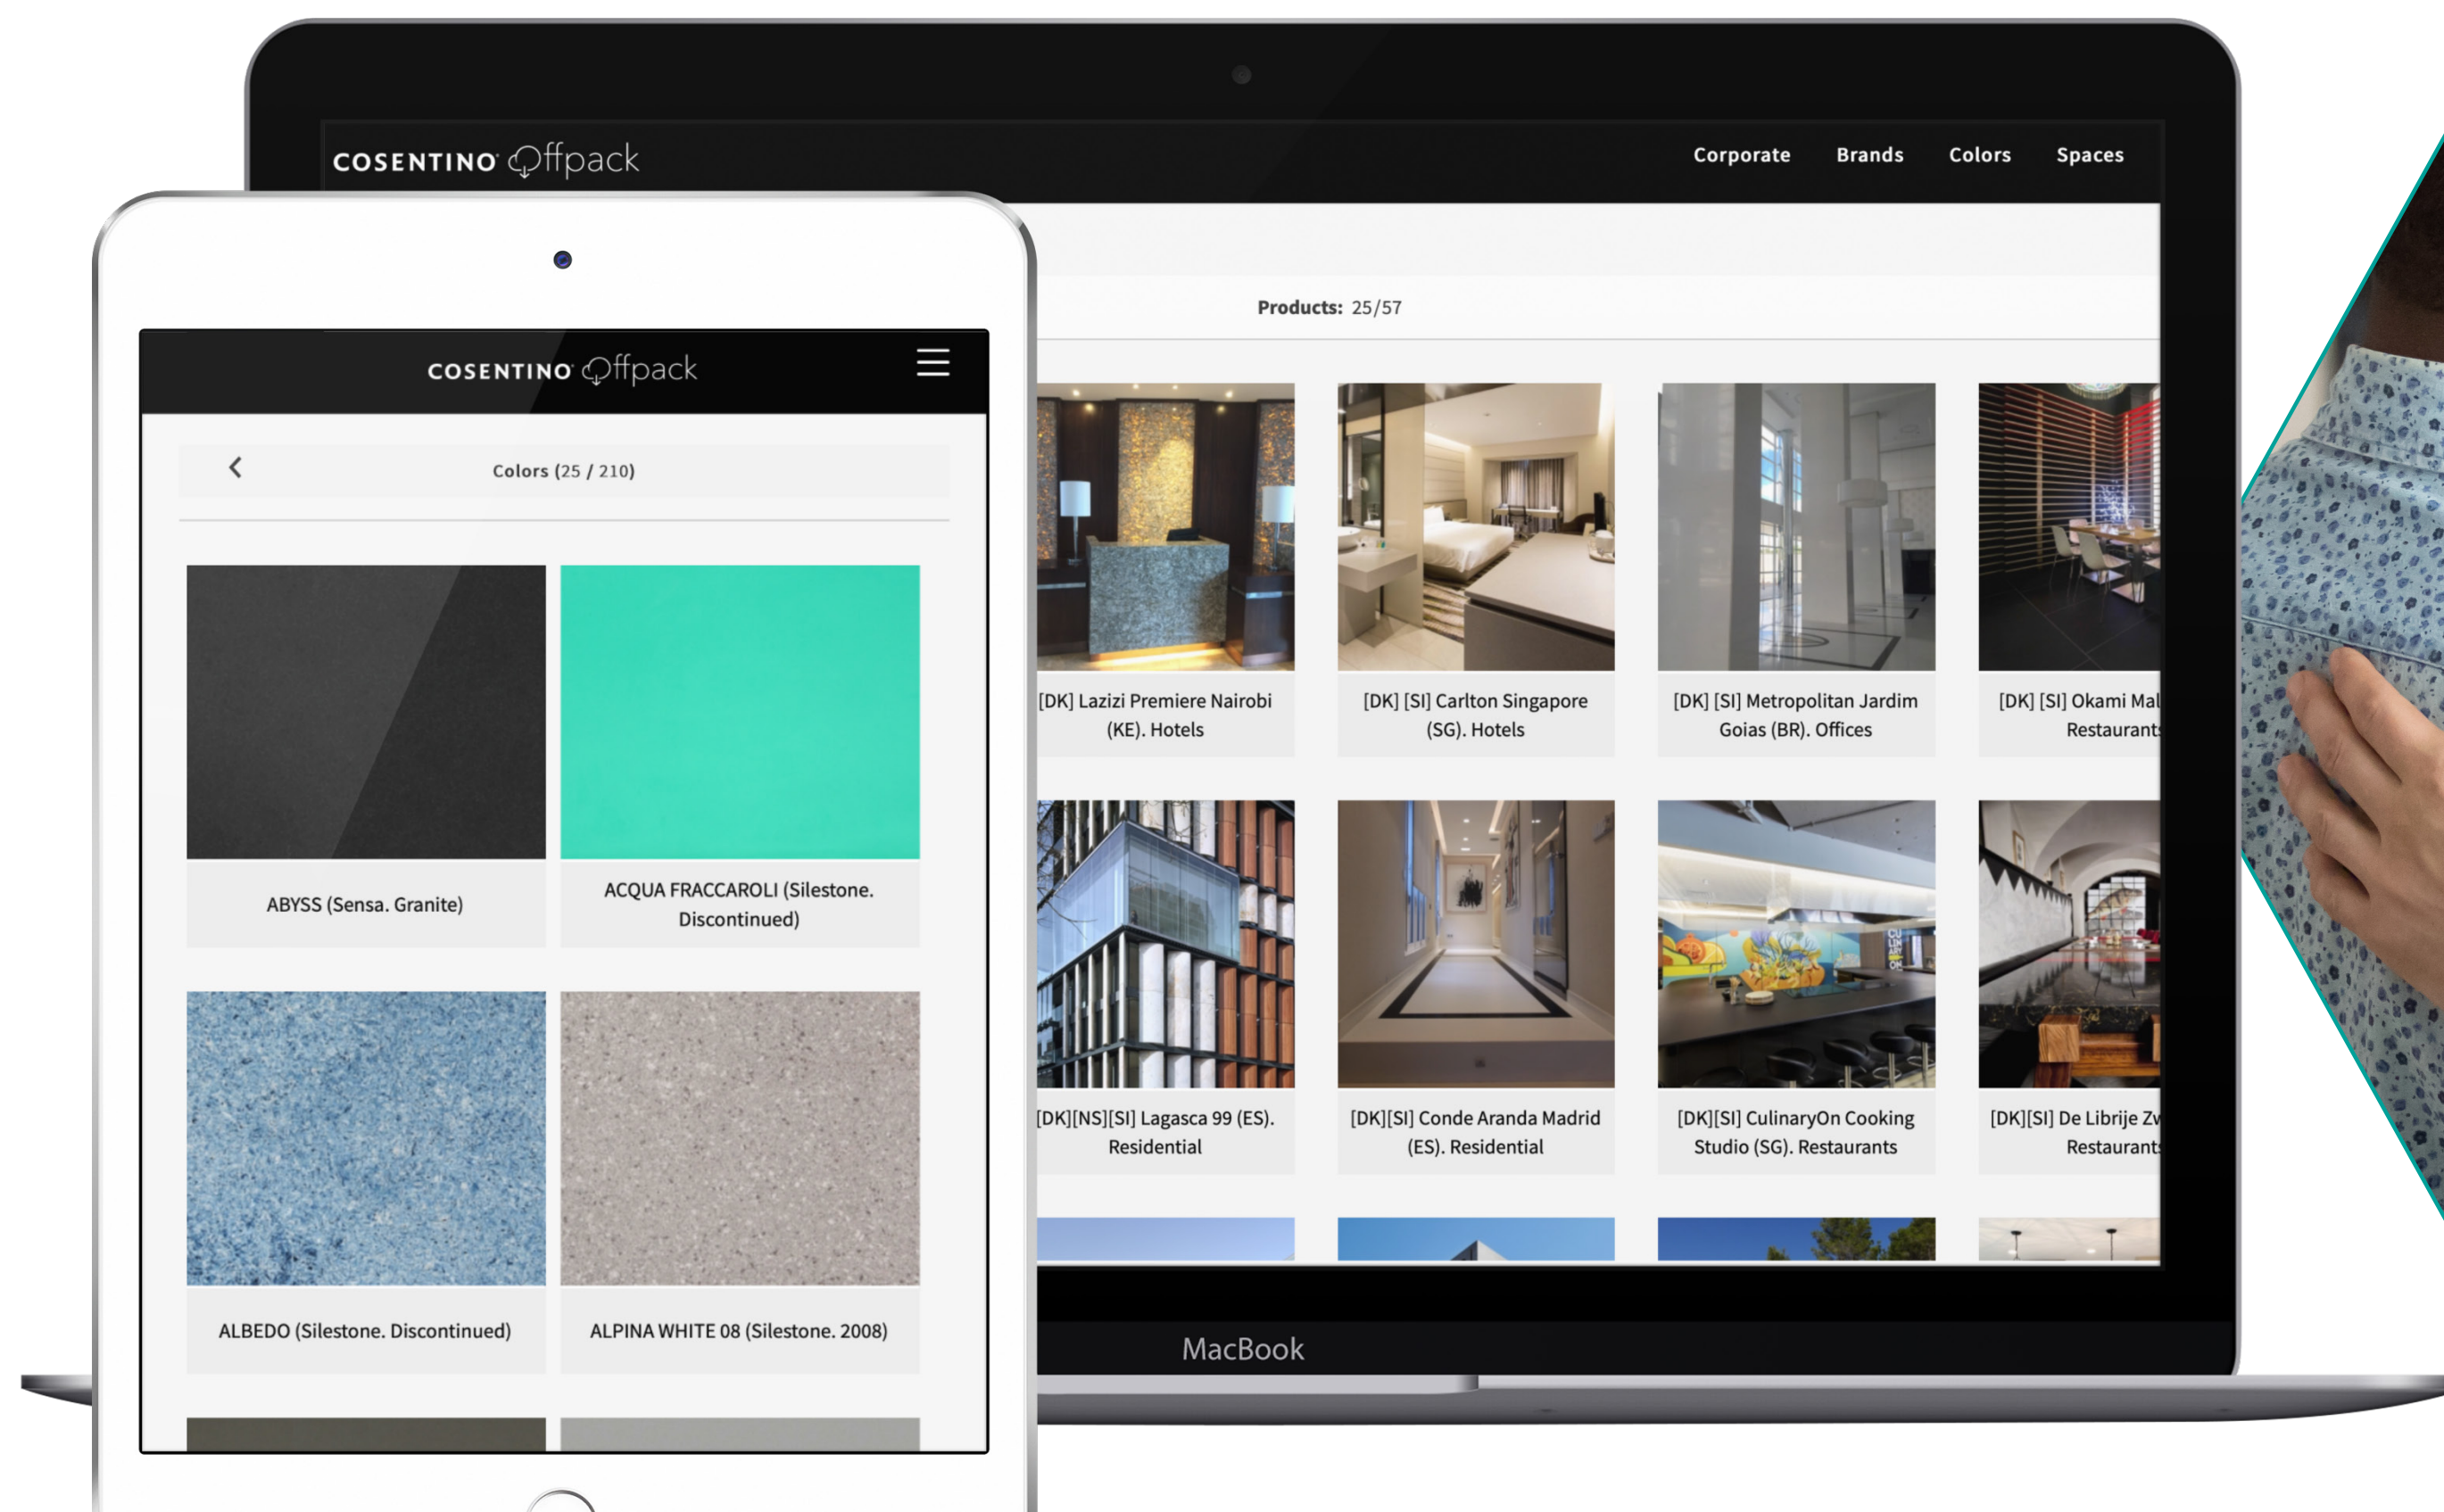 COSENTINO Offpack
Corporate Brands Colors Spaces
Products: 25/57
[DK] Lazizi Premiere Nairobi
(KE). Hotels
[DK] [SI] Carlton Singapore
(SG). Hotels
[DK] [SI] Metropolitan Jardim
Goias (BR). Offices
[DK] [SI] Okami
Restaurants
[DK][NS][SI] Lagasca 99 (ES).
Residential
[DK][SI] Conde Aranda Madrid
(ES). Residential
CULINARYON
[DK][SI] CulinaryOn Cooking
Studio (SG). Restaurants
[DK][SI] De Librije
Restaurants
MacBook
COSENTINO Offpack
Colors (25 / 210)
ABYSS (Sensa. Granite)
ACQUA FRACCAROLI (Silestone.
Discontinued)
ALBEDO (Silestone. Discontinued)
ALPINA WHITE 08 (Silestone. 2008)